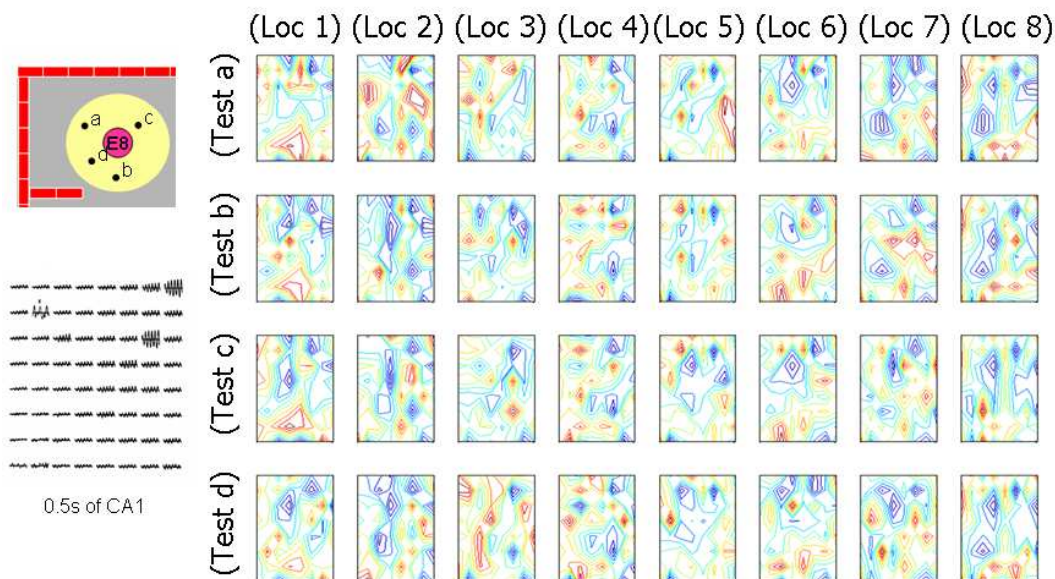 (Loc 1) (Loc 2) (Loc 3) (Loc 4) (Loc 5) (Loc 6) (Loc 7) (Loc 8)
(Test a)
a
c
E8
d
b
(Test b)
(Test c)
(Test d)
0.5s of CA1